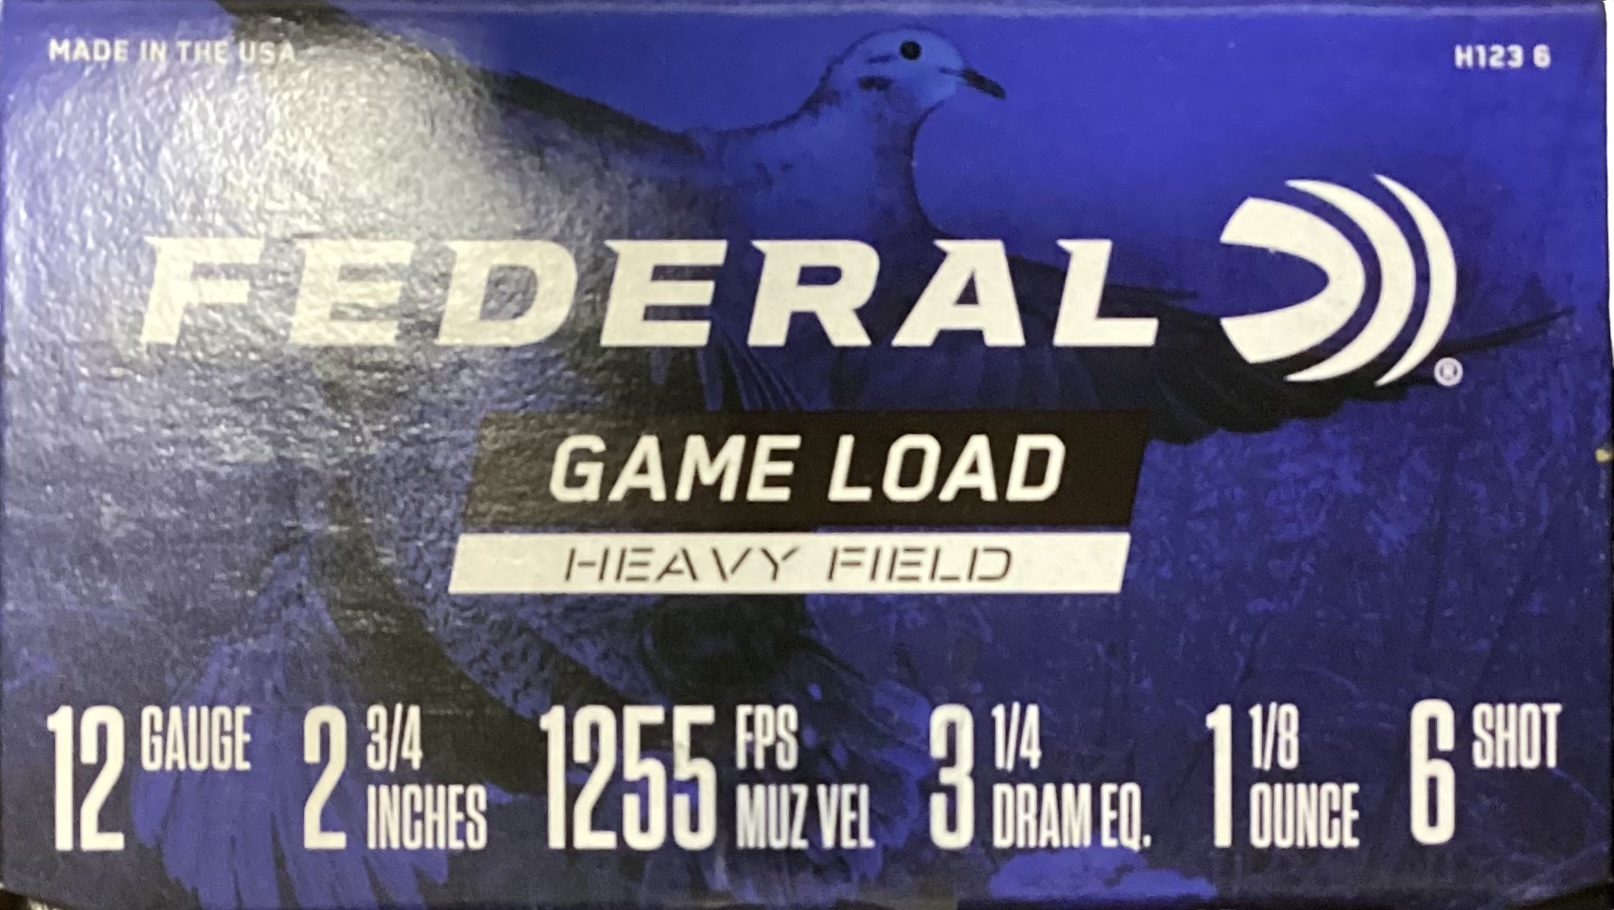 MADE IN THE USA
H123 6
FEDERAL ®
GAME LOAD
HEAVY FIELD
12 GAUGE 2 3/4 INCHES 1255 FPS MUZ VEL 3 1/4 DRAM EQ. 1 1/8 OUNCE 6 SHOT